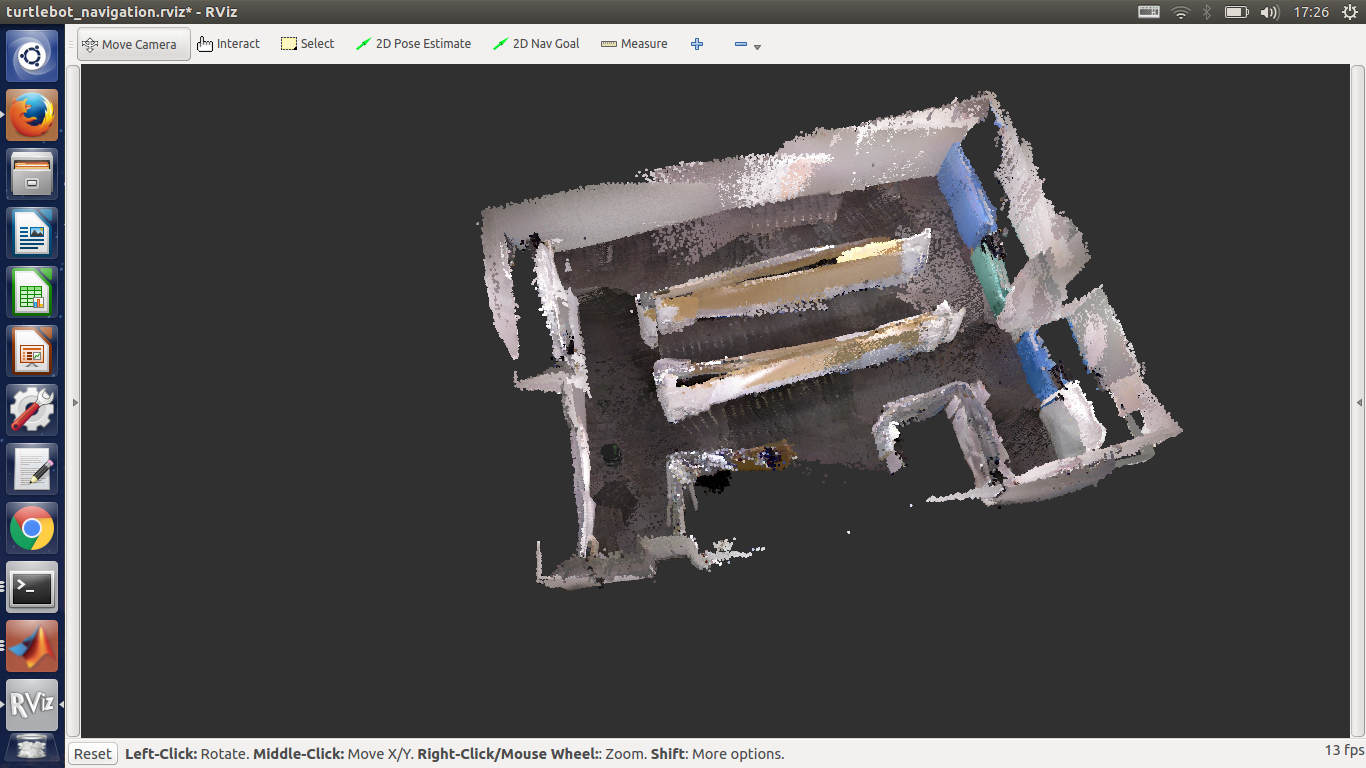 turtlebot_navigation.rviz* - RViz
17:26
Move Camera
Interact
Select
2D Pose Estimate
2D Nav Goal
Measure
>_
RViz
Reset
Left-Click: Rotate. Middle-Click: Move X/Y. Right-Click/Mouse Wheel:: Zoom. Shift: More options.
13 fps